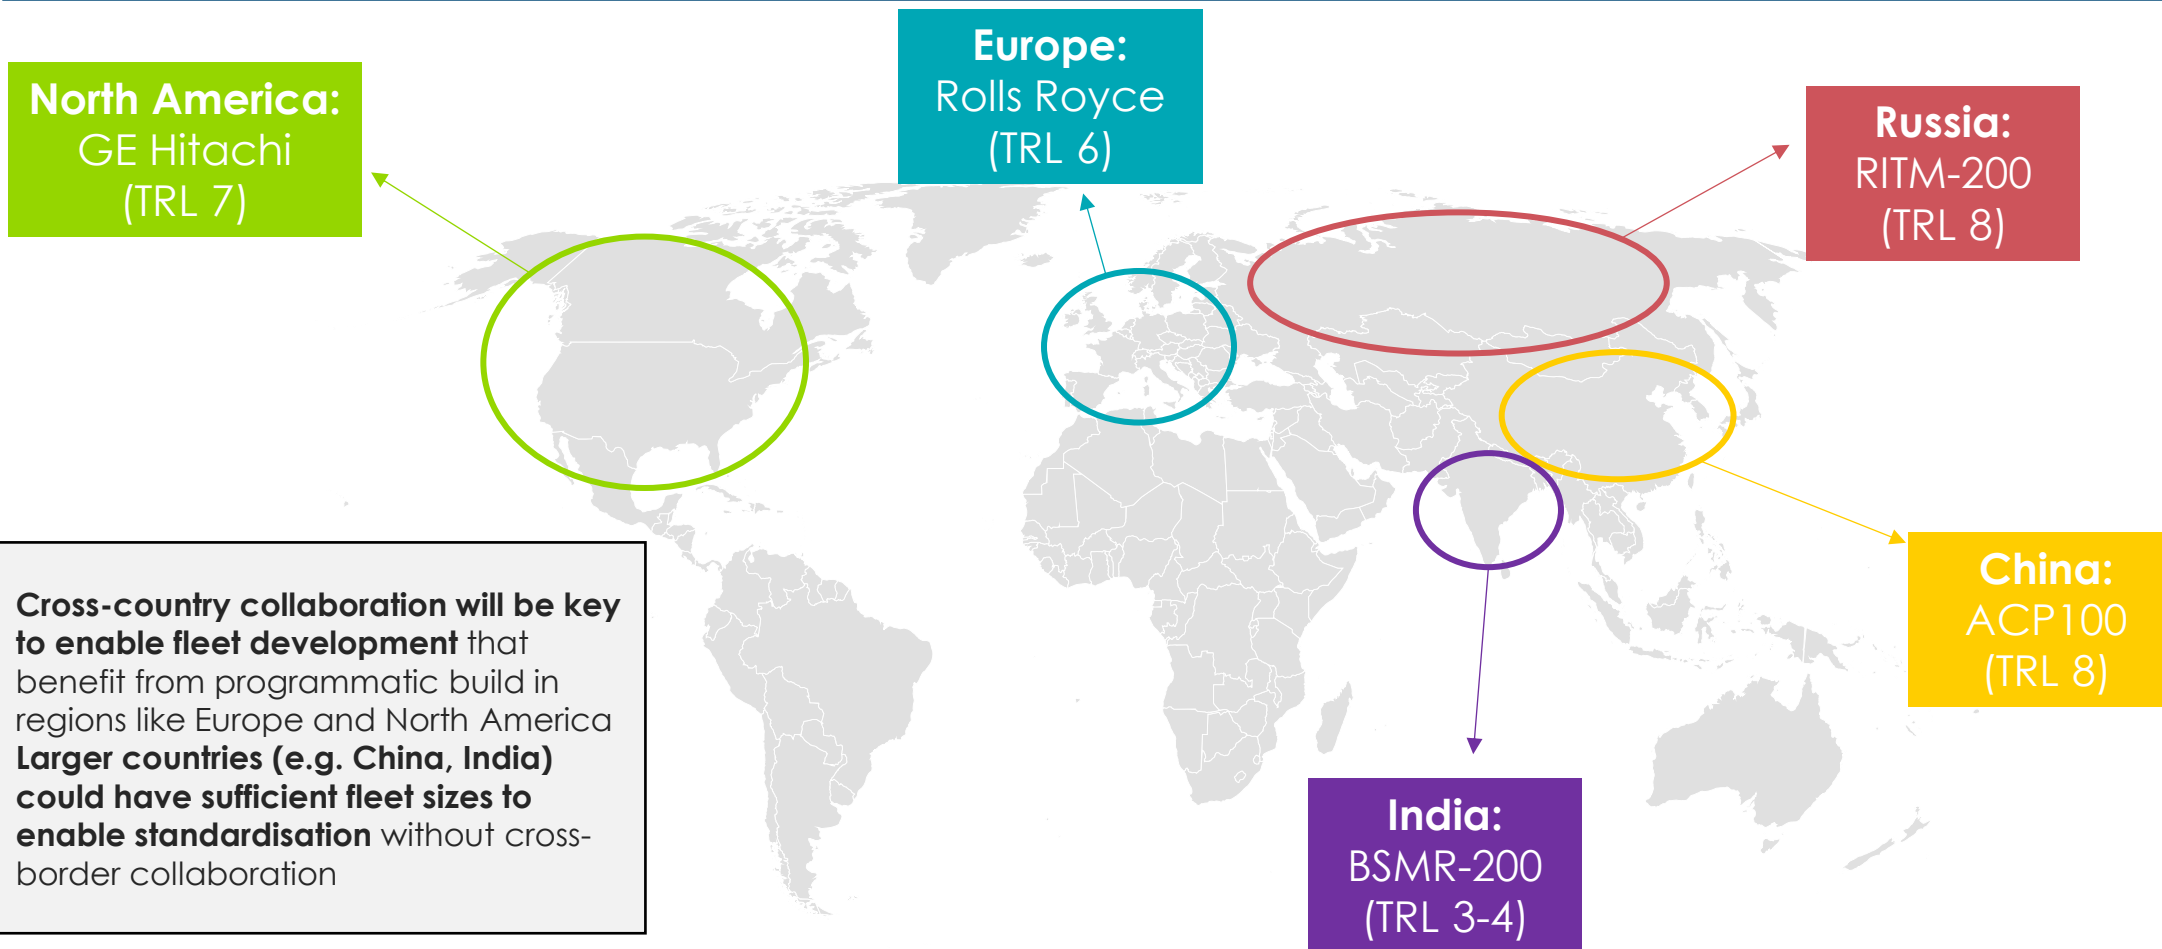 North America:
GE Hitachi
(TRL 7)
Europe:
Rolls Royce
(TRL 6)
Russia:
RITM-200
(TRL 8)
China:
ACP100
(TRL 8)
India:
BSMR-200
(TRL 3-4)
Cross-country collaboration will be key
to enable fleet development that
benefit from programmatic build in
regions like Europe and North America
Larger countries (e.g. China, India)
could have sufficient fleet sizes to
enable standardisation without cross-
border collaboration